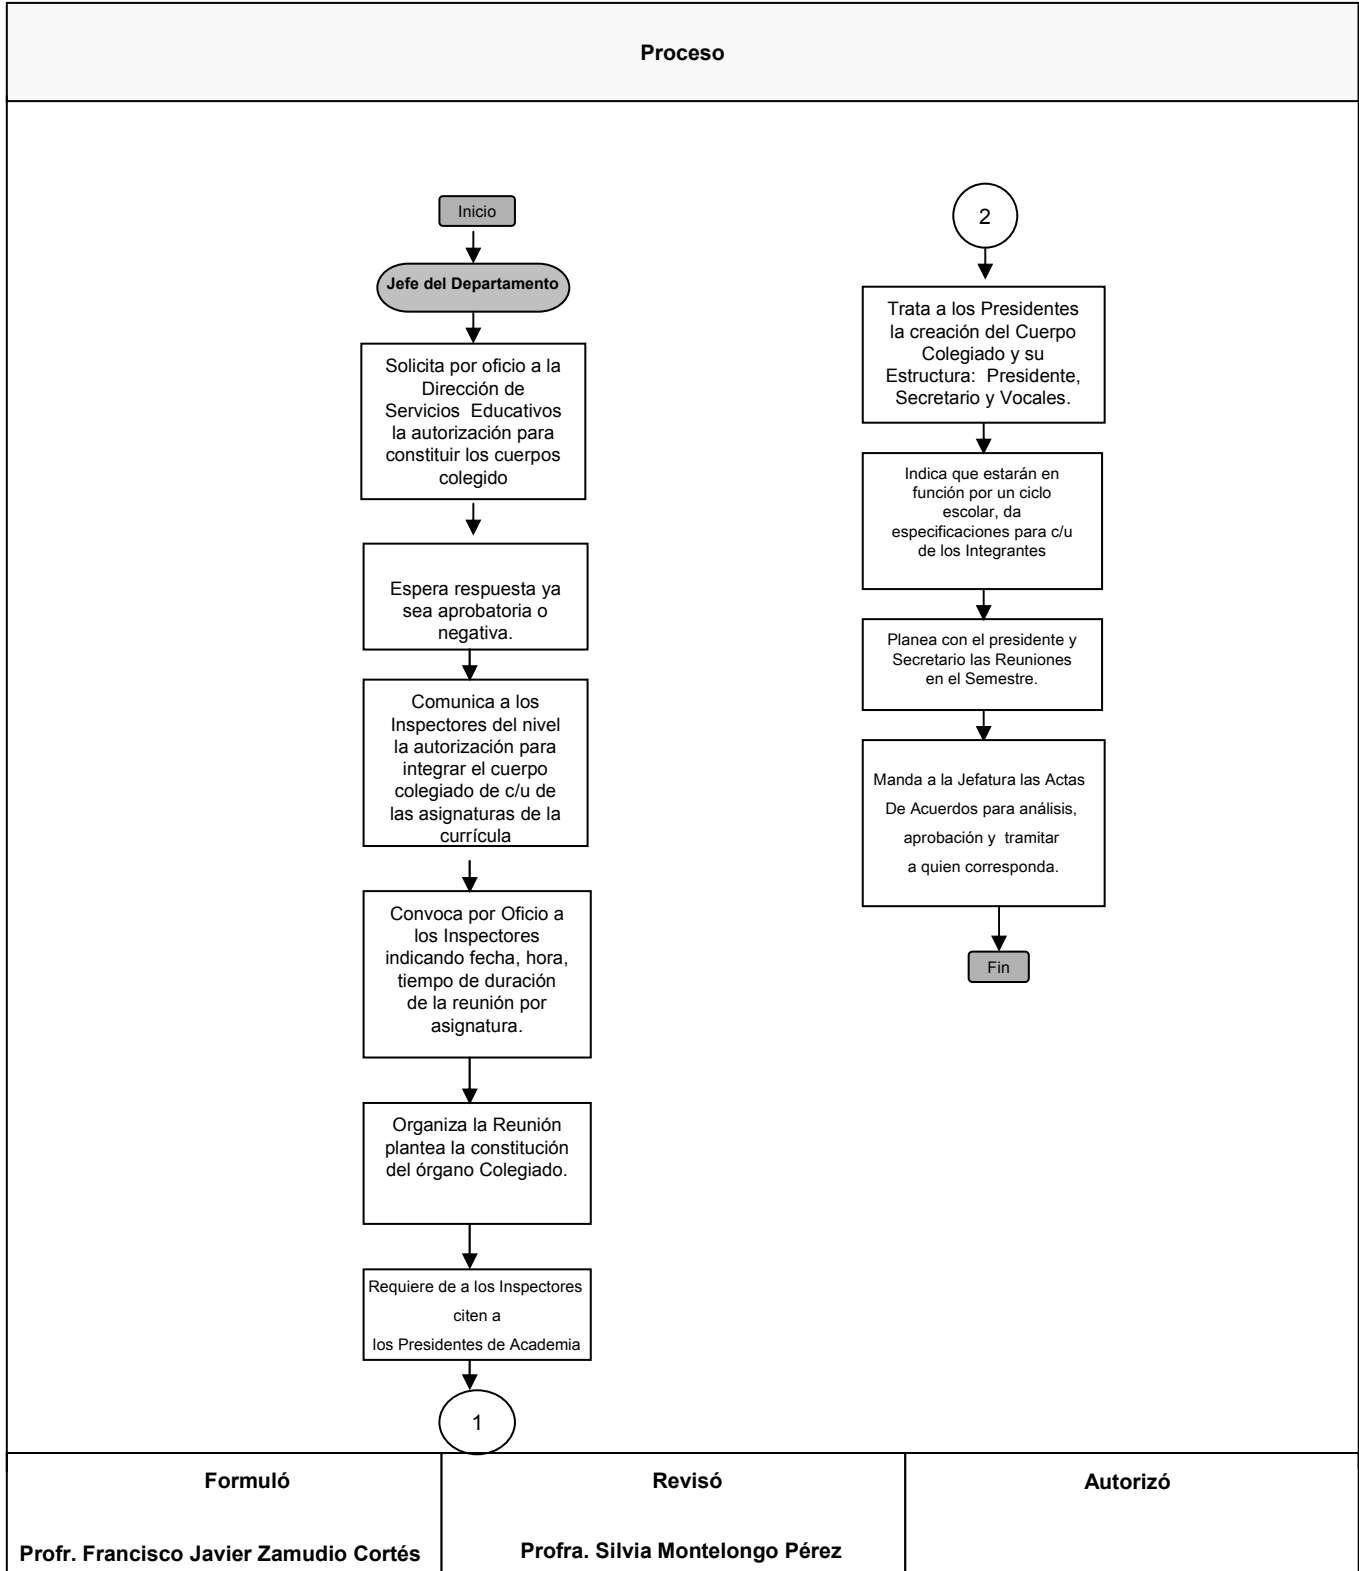 Proceso
Inicio
Jefe del Departamento
Solicita por oficio a la
Dirección de
Servicios Educativos
la autorización para
constituir los cuerpos
colegido
Espera respuesta ya
sea aprobatoria o
negativa.
Comunica a los
Inspectores del nivel
la autorización para
integrar el cuerpo
colegiado de c/u de
las asignaturas de la
currícula
Convoca por Oficio a
los Inspectores
indicando fecha, hora,
tiempo de duración
de la reunión por
asignatura.
Organiza la Reunión
plantea la constitución
del órgano Colegiado.
Requiere de a los Inspectores
citen a
los Presidentes de Academia
1
2
Trata a los Presidentes
la creación del Cuerpo
Colegiado y su
Estructura: Presidente,
Secretario y Vocales.
Indica que estarán en
función por un ciclo
escolar, da
especificaciones para c/u
de los Integrantes
Planea con el presidente y
Secretario las Reuniones
en el Semestre.
Manda a la Jefatura las Actas
De Acuerdos para análisis,
aprobación y tramitar
a quien corresponda.
Fin
Formuló
Profr. Francisco Javier Zamudio Cortés
Revisó
Profra. Silvia Montelongo Pérez
Autorizó